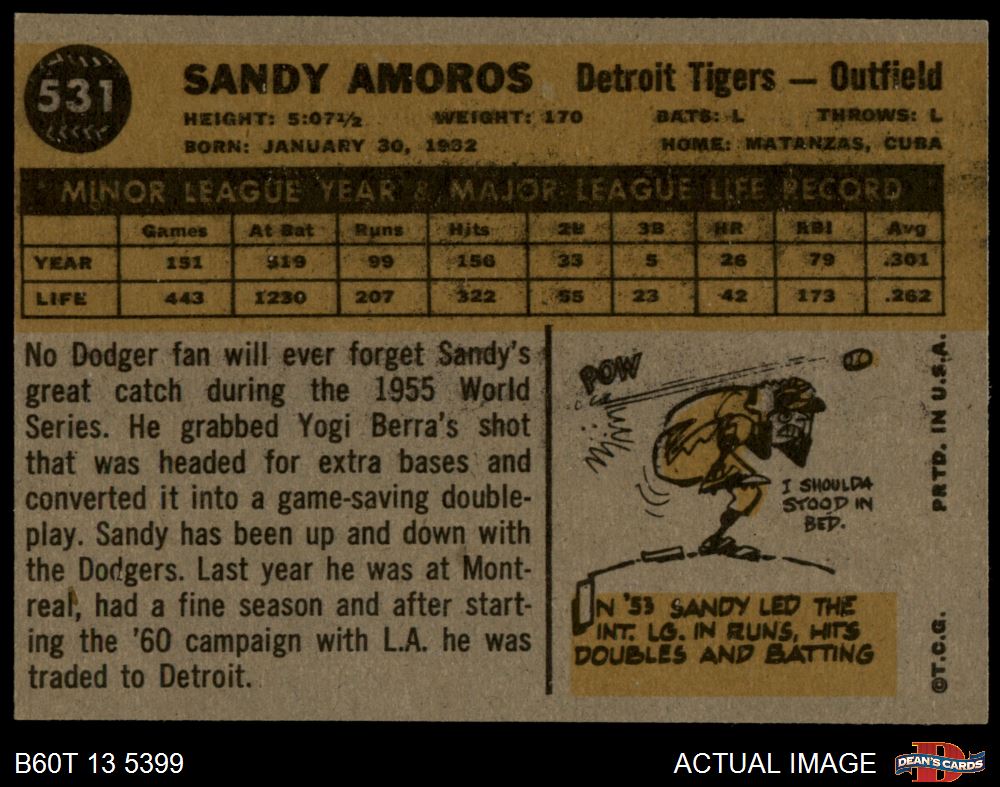 531
SANDY AMOROS Detroit Tigers — Outfield
HEIGHT: 5:07½ WEIGHT: 170 BATS: L THROWS: L
BORN: JANUARY 30, 1932 HOME: MATANZAS, CUBA
MINOR LEAGUE YEAR & MAJOR LEAGUE LIFE RECORD
Games At Bat Runs Hits 2B 3B HR RBI Avg
YEAR 151 519 99 156 33 5 26 79 .301
LIFE 443 1230 207 322 55 23 42 173 .262
No Dodger fan will ever forget Sandy's
great catch during the 1955 World
Series. He grabbed Yogi Berra's shot
that was headed for extra bases and
converted it into a game-saving double-
play. Sandy has been up and down with
the Dodgers. Last year he was at Mont-
real, had a fine season and after start-
ing the '60 campaign with L.A. he was
traded to Detroit.
POW
I SHOULDA
STOOD IN
BED.
IN '53 SANDY LED THE
INT. LG. IN RUNS, HITS
DOUBLES AND BATTING
PRTD. IN U.S.A.
©T.C.G.
B60T 13 5399 ACTUAL IMAGE
DEAN'S CARDS